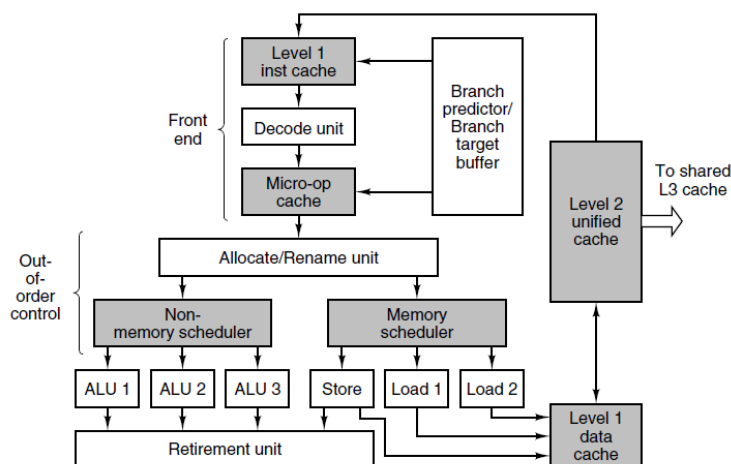 Level 1
inst cache
Front
end
Decode unit
Micro-op
cache
Branch
predictor/
Branch
target
buffer
Level 2
unified
cache
To shared
L3 cache
Out-
of-
order
control
Allocate/Rename unit
Non-
memory scheduler
Memory
scheduler
ALU 1
ALU 2
ALU 3
Store
Load 1
Load 2
Retirement unit
Level 1
data
cache